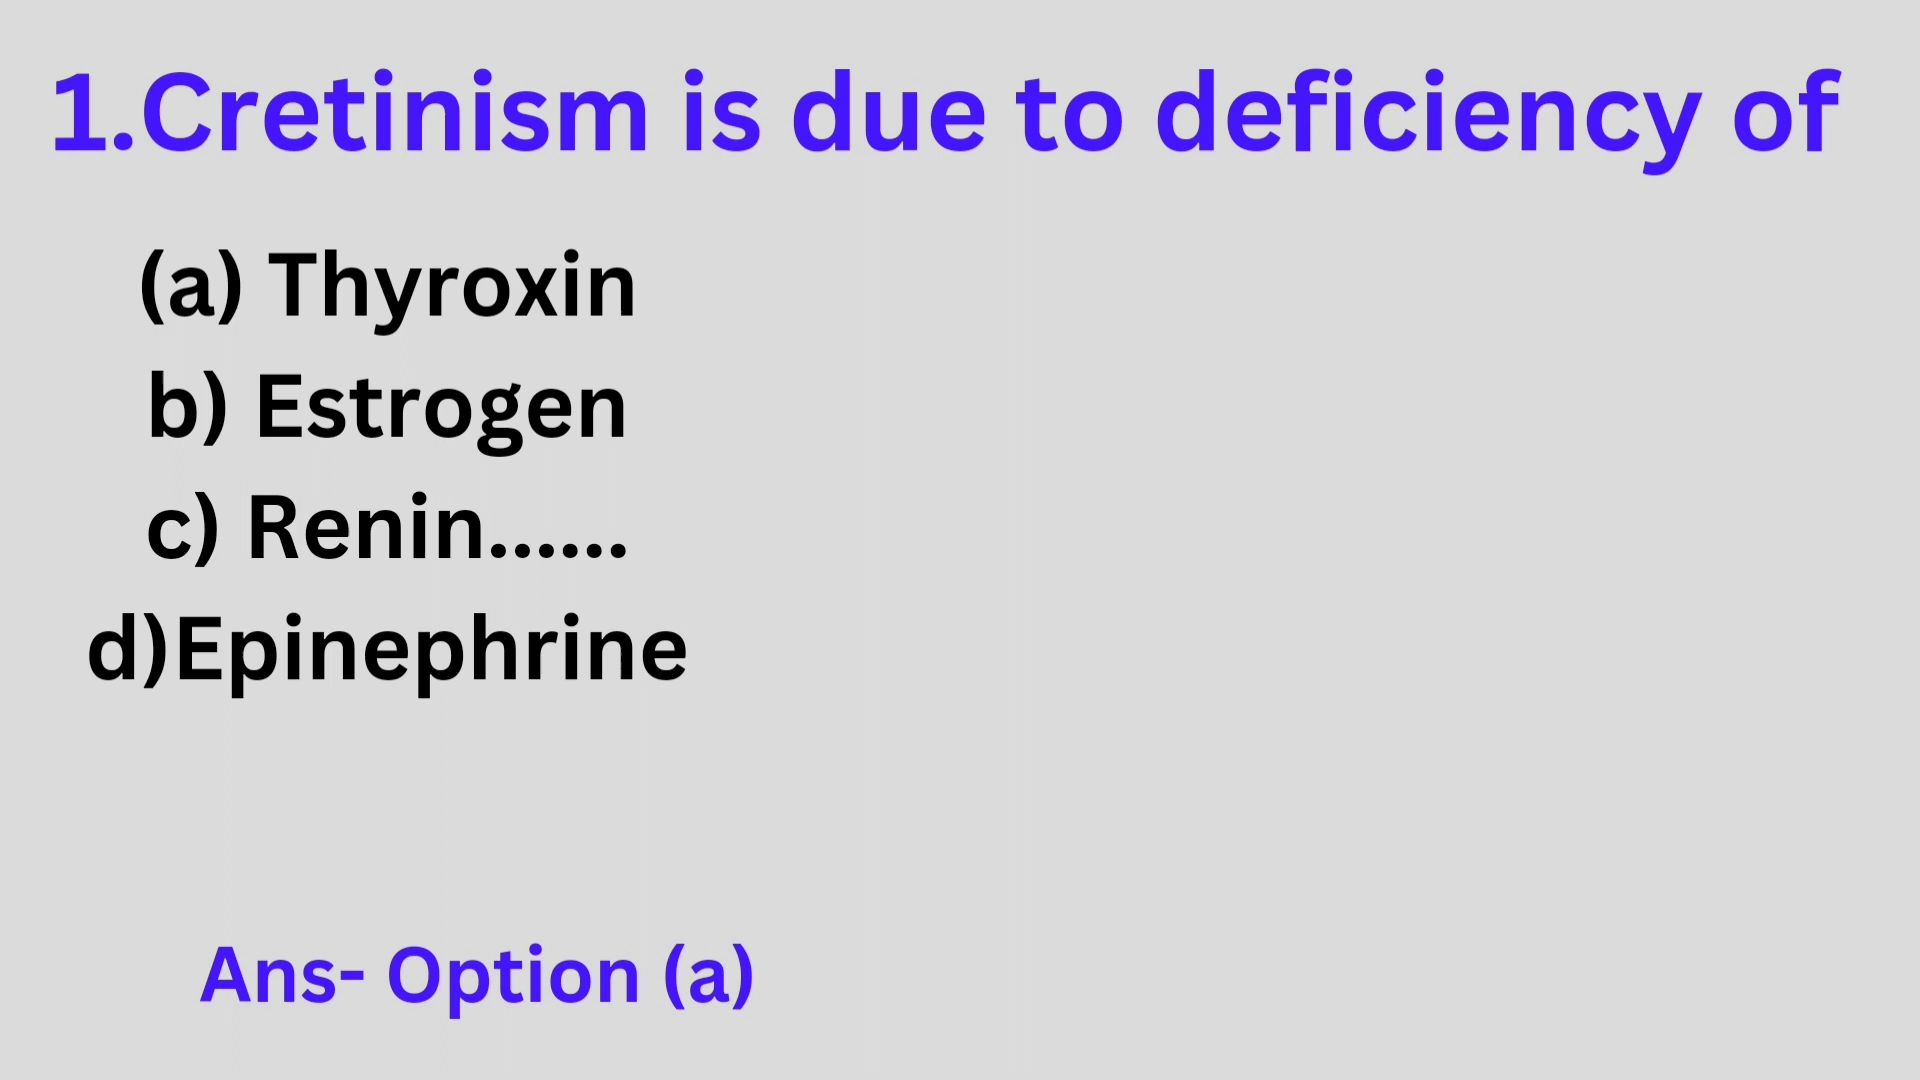 1.Cretinism is due to deficiency of
(a) Thyroxin
b) Estrogen
c) Renin......
d)Epinephrine
Ans- Option (a)